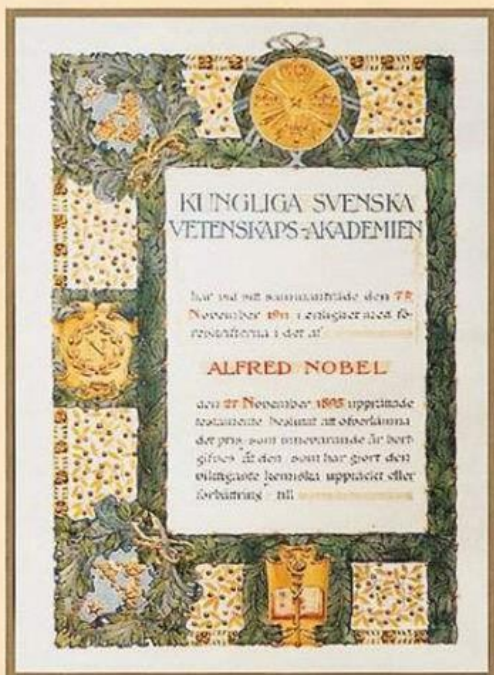 KUNGLIGA SVENSKA
VETENSKAPS-AKADEMIEN
har vid sitt sammanträde den 7
November 1911 i enlighet med fö-
reskrifterna i det af
ALFRED NOBEL
den 27 November 1895 upprättade
testamente beslutat att öfverlämna
det pris som innevarande år bort-
gifves åt den som har gjort den
viktigaste kemiska upptäckt eller
förbättring till